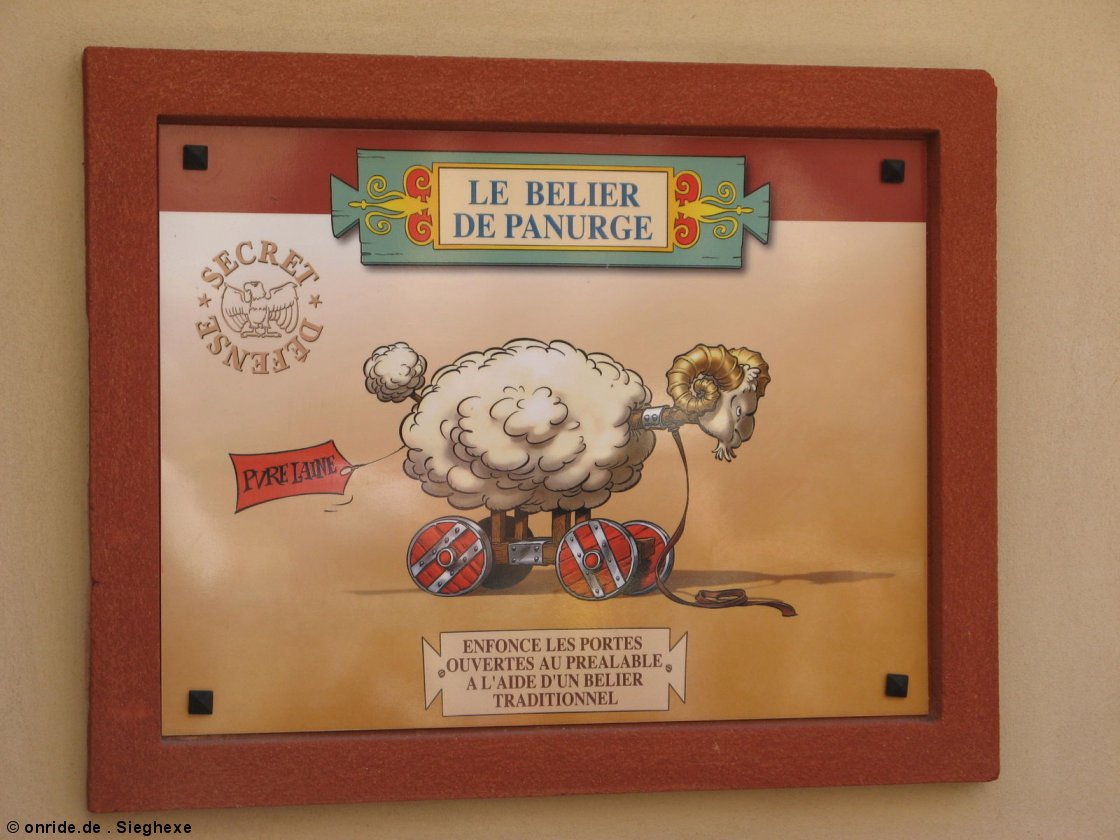 LE BELIER
DE PANURGE
SECRET
DEFENSE
PVRE LAINE
ENFONCE LES PORTES
OUVERTES AU PREALABLE
A L'AIDE D'UN BELIER
TRADITIONNEL
© onride.de . Sieghexe